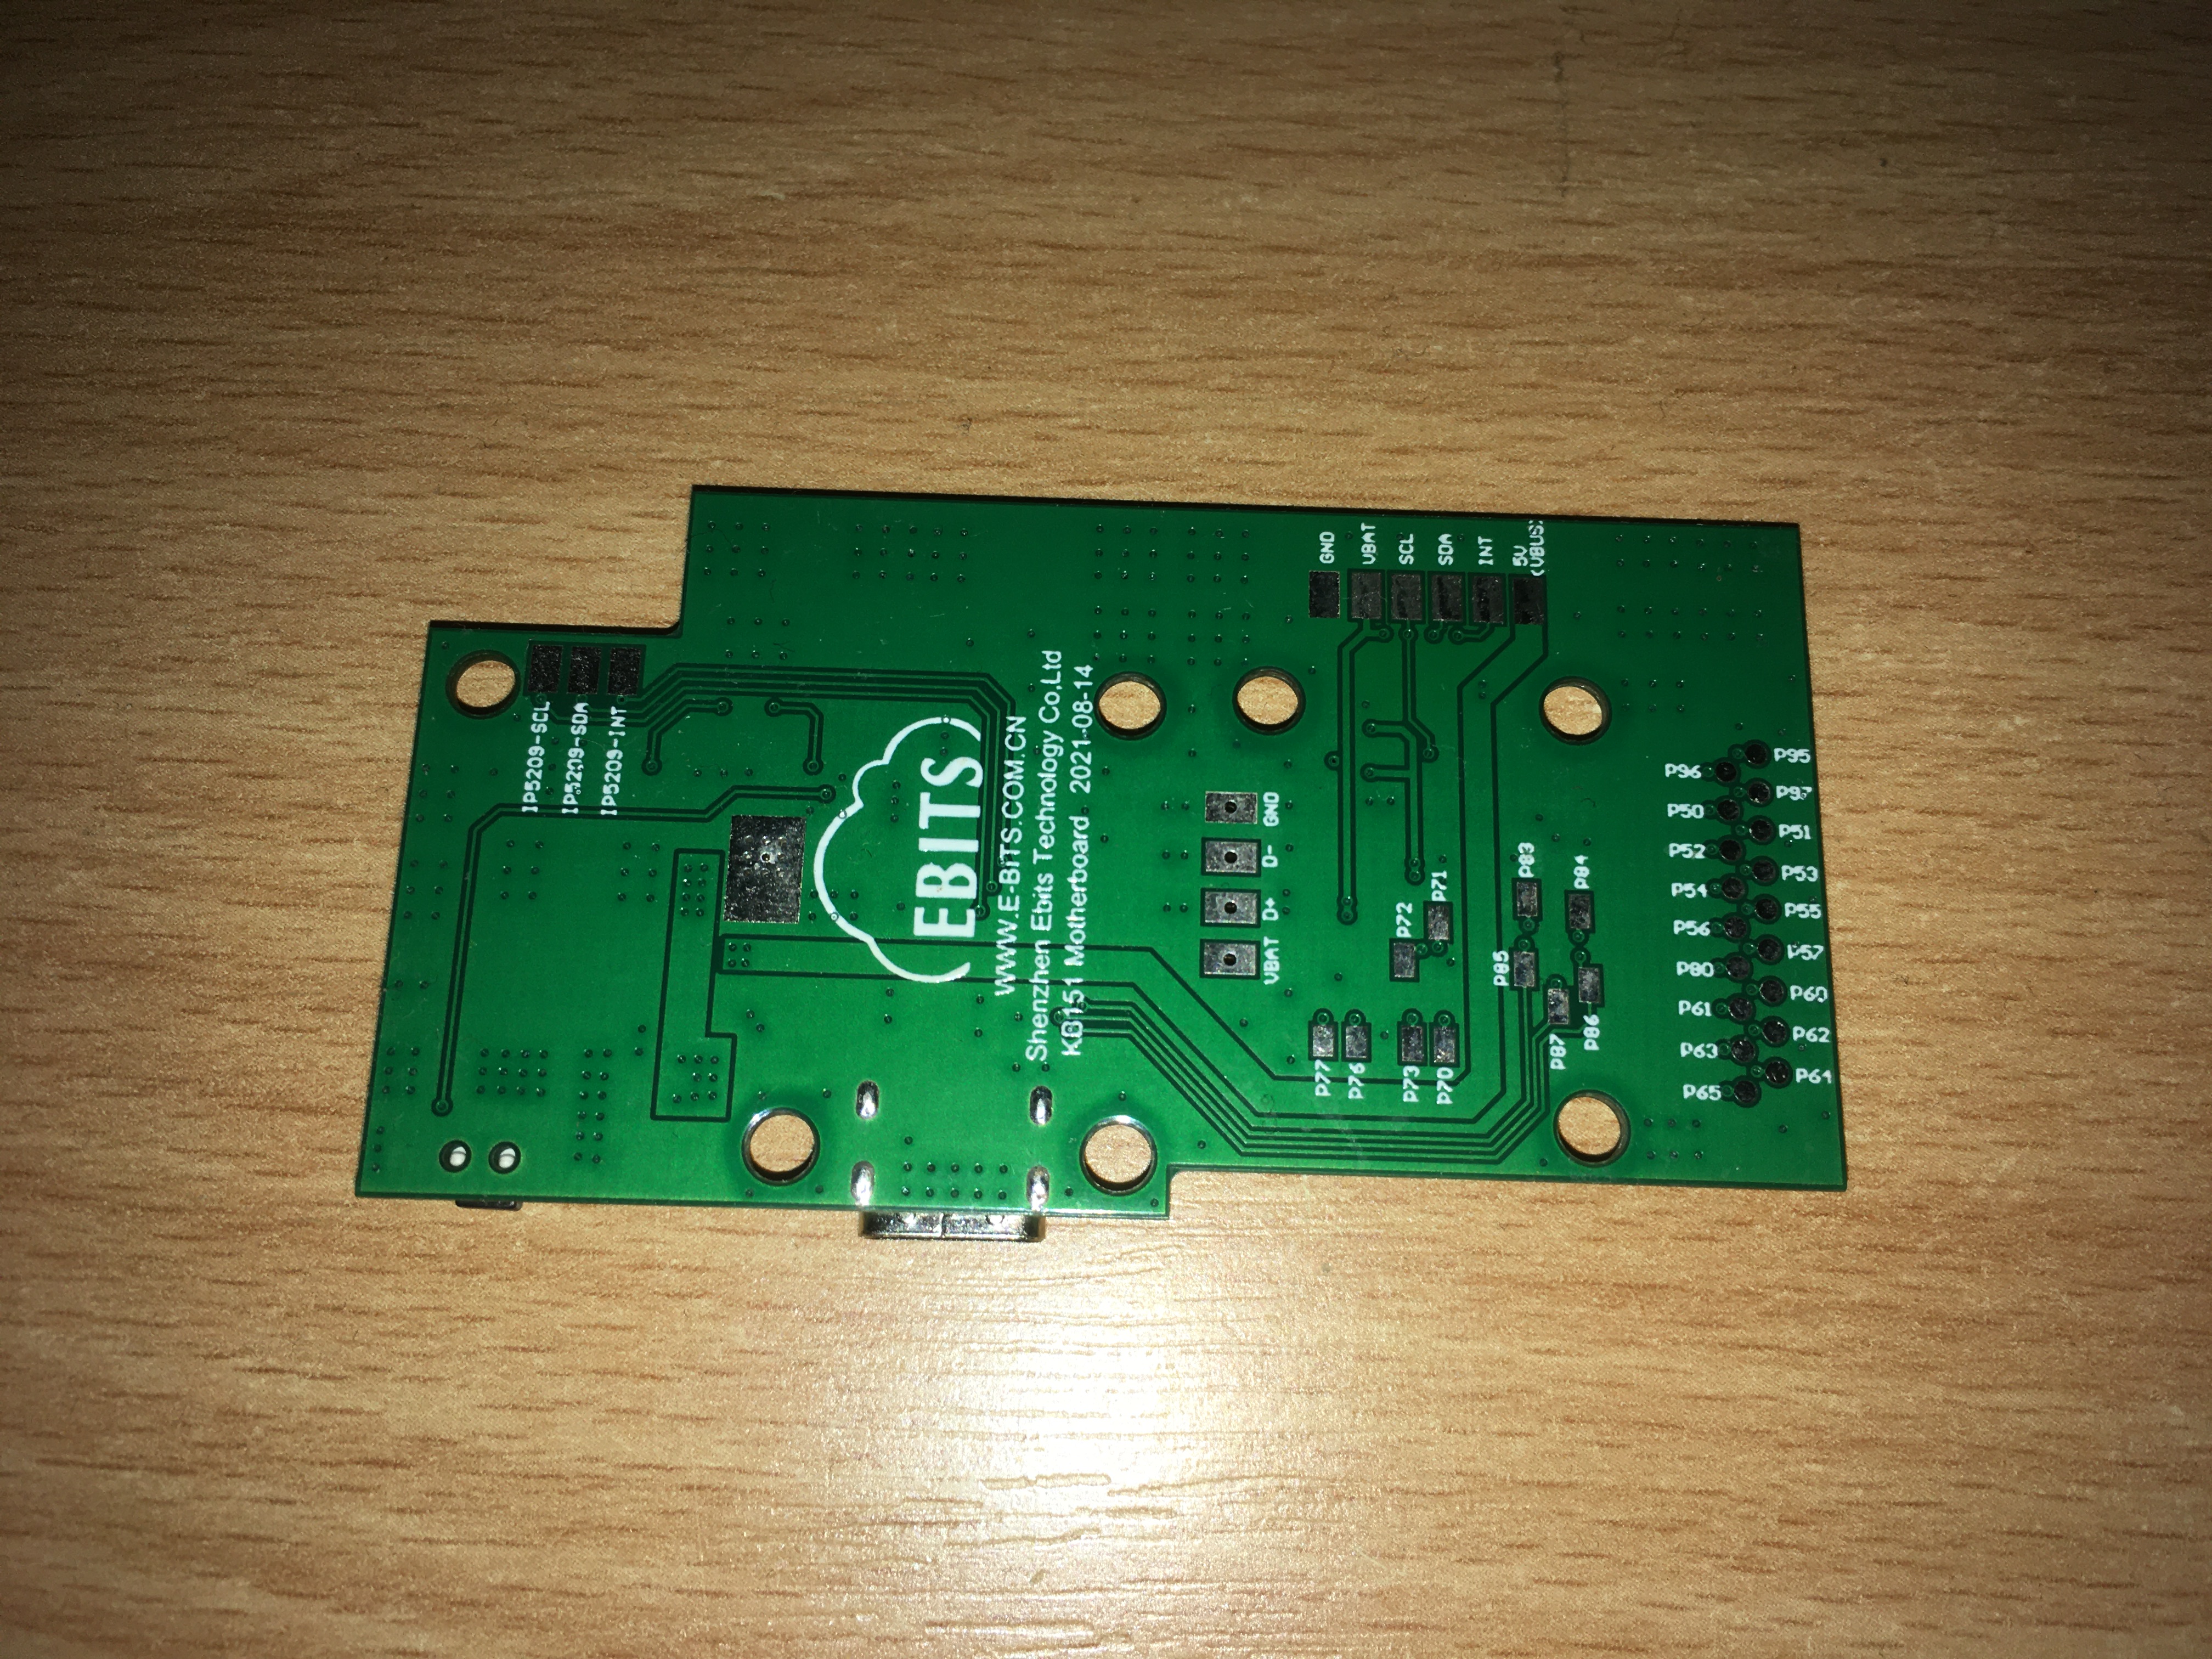 IP5209-SCL
IP5209-SDA
IP5209-INT
EBITS
WWW.E-BITS.COM.CN
Shenzhen Ebits Technology Co,Ltd
KB151 Motherboard 2021-08-14
VBAT D+ D- GND
P77
P76
P73
P70
P72
P71
GND
VBAT
SCL
SDA
INT
5V
(VBUS)
P85
P83
P87
P86
P84
P65 P63 P61 P80 P56 P54 P52 P50 P96
P64 P62 P60 P57 P55 P53 P51 P97 P95